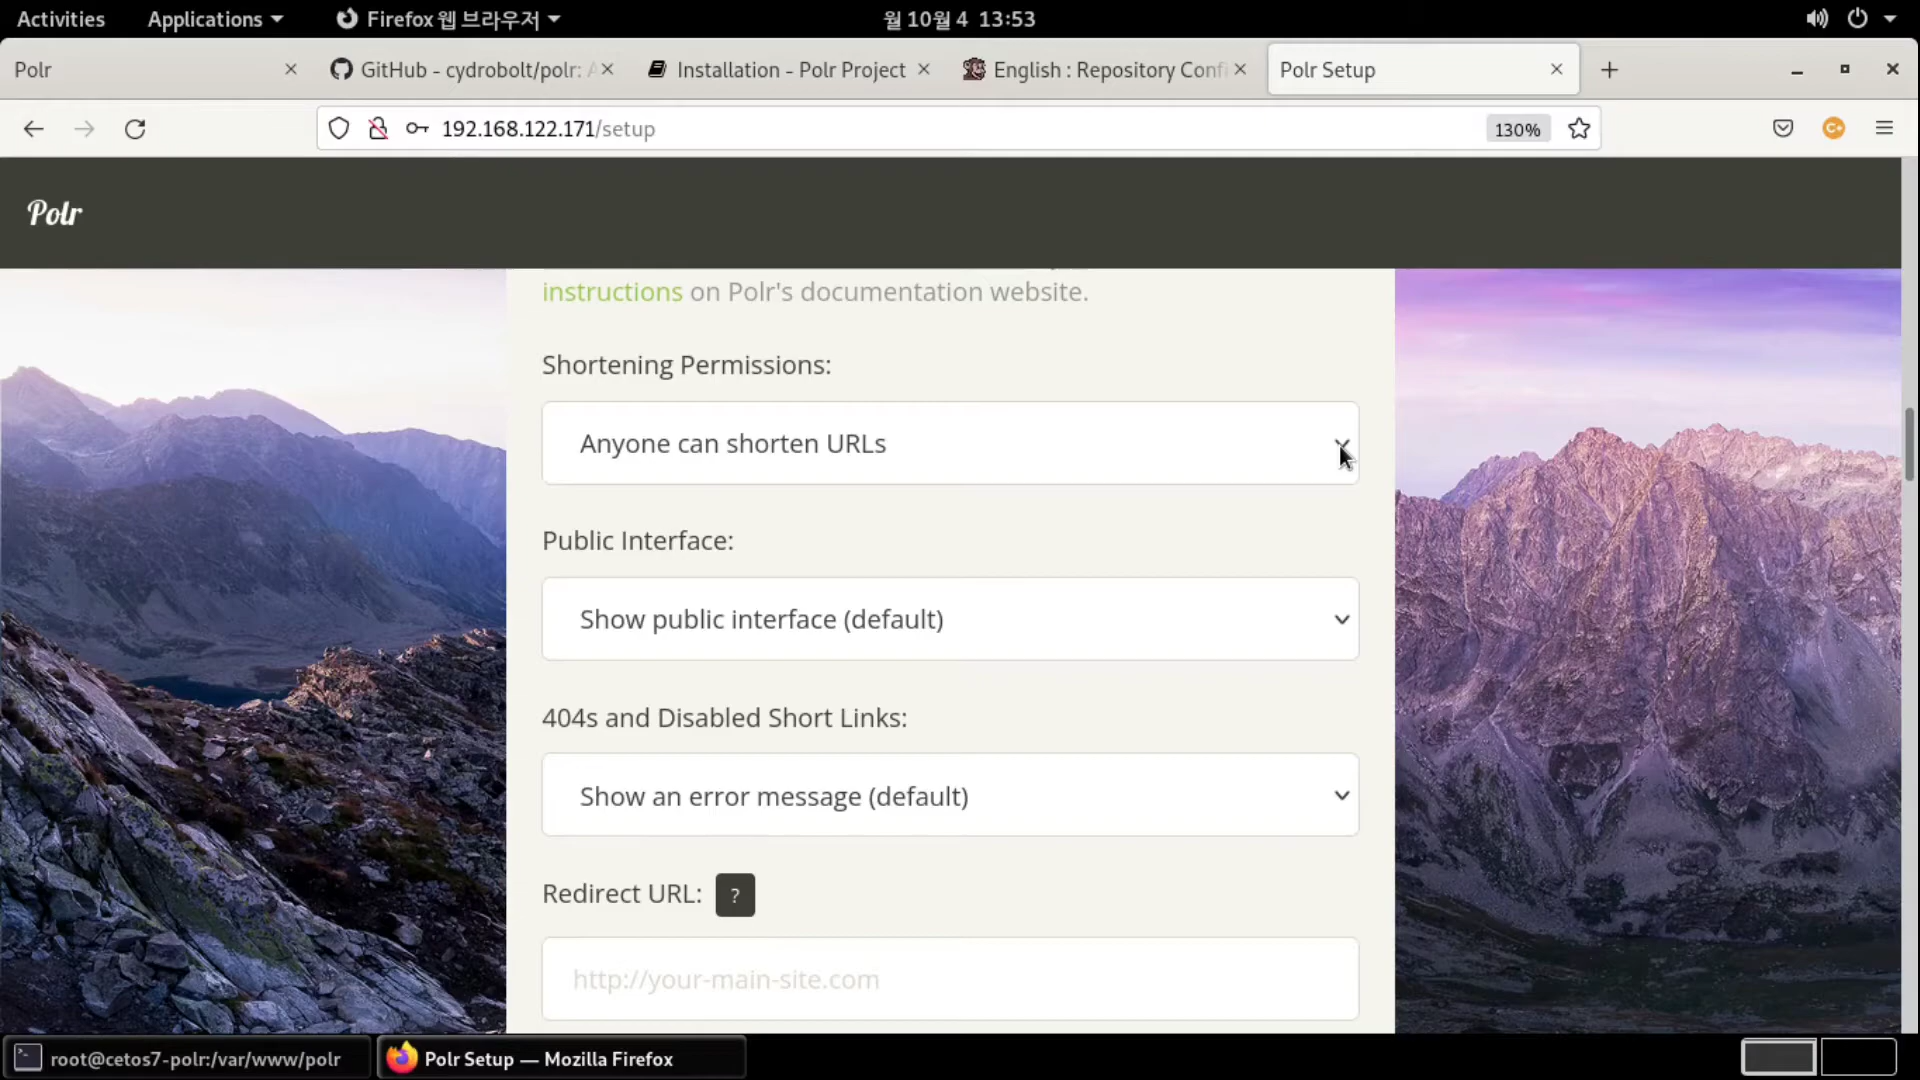 Activities Applications Firefox 웹 브라우저 월 10월 4 13:53
Polr GitHub - cydrobolt/polr: A Installation - Polr Project English : Repository Confi Polr Setup
192.168.122.171/setup 130%
Polr
instructions on Polr's documentation website.
Shortening Permissions:
Anyone can shorten URLs
Public Interface:
Show public interface (default)
404s and Disabled Short Links:
Show an error message (default)
Redirect URL: ?
http://your-main-site.com
root@cetos7-polr:/var/www/polr Polr Setup — Mozilla Firefox